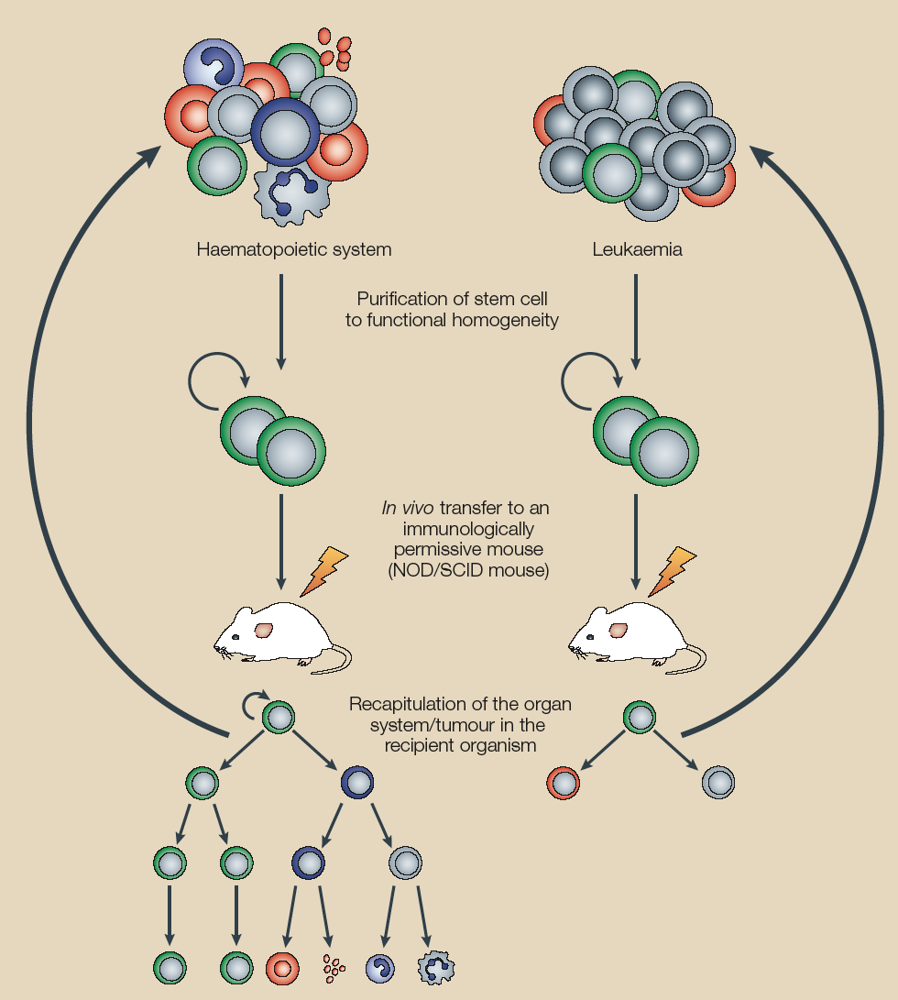 Haematopoietic system
Leukaemia
Purification of stem cell
to functional homogeneity
In vivo transfer to an
immunologically
permissive mouse
(NOD/SCID mouse)
Recapitulation of the organ
system/tumour in the
recipient organism